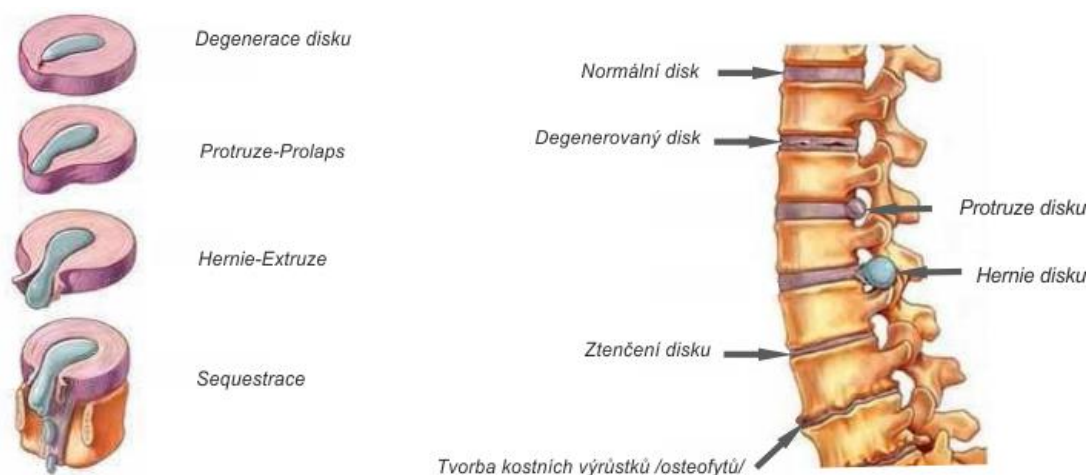 Degenerace disku
Protruze-Prolaps
Hernie-Extruze
Sequestrace
Normální disk
Degenerovaný disk
Protruze disku
Hernie disku
Ztenčení disku
Tvorba kostních výrůstků /osteofytů/